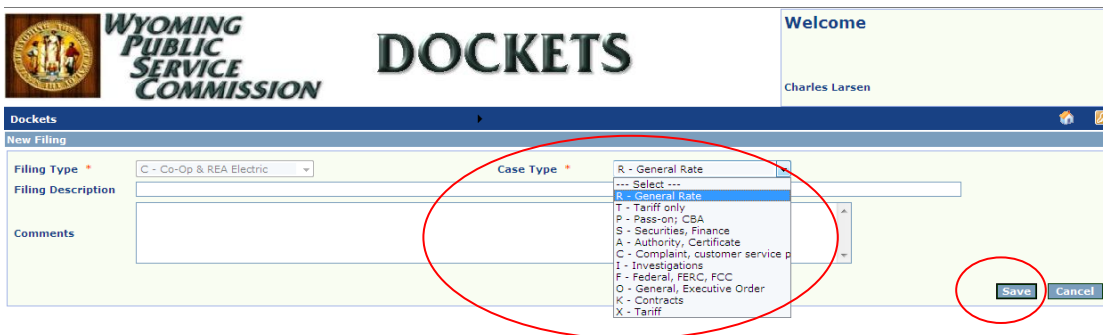 WYOMING
PUBLIC
SERVICE
COMMISSION
DOCKETS
Welcome
Charles Larsen
Dockets
New Filing
Filing Type * C - Co-Op & REA Electric Case Type * R - General Rate
Filing Description
Comments
--- Select ---
R - General Rate
T - Tariff only
P - Pass-on; CBA
S - Securities, Finance
A - Authority, Certificate
C - Complaint, customer service p
I - Investigations
F - Federal, FERC, FCC
O - General, Executive Order
K - Contracts
X - Tariff
Save Cancel